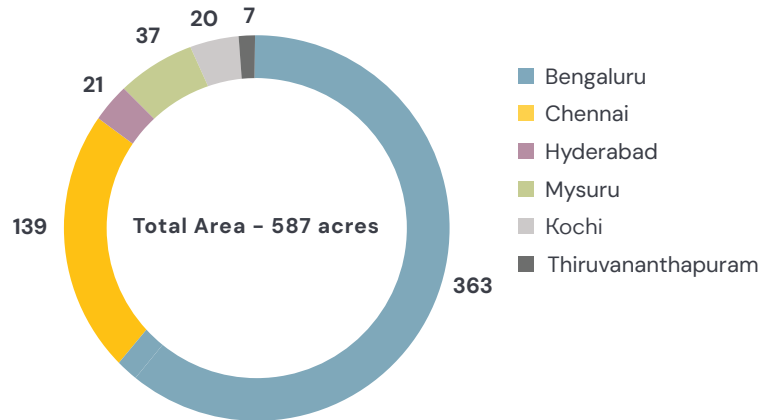 20
7
37
21
139
Total Area – 587 acres
363
Bengaluru
Chennai
Hyderabad
Mysuru
Kochi
Thiruvananthapuram